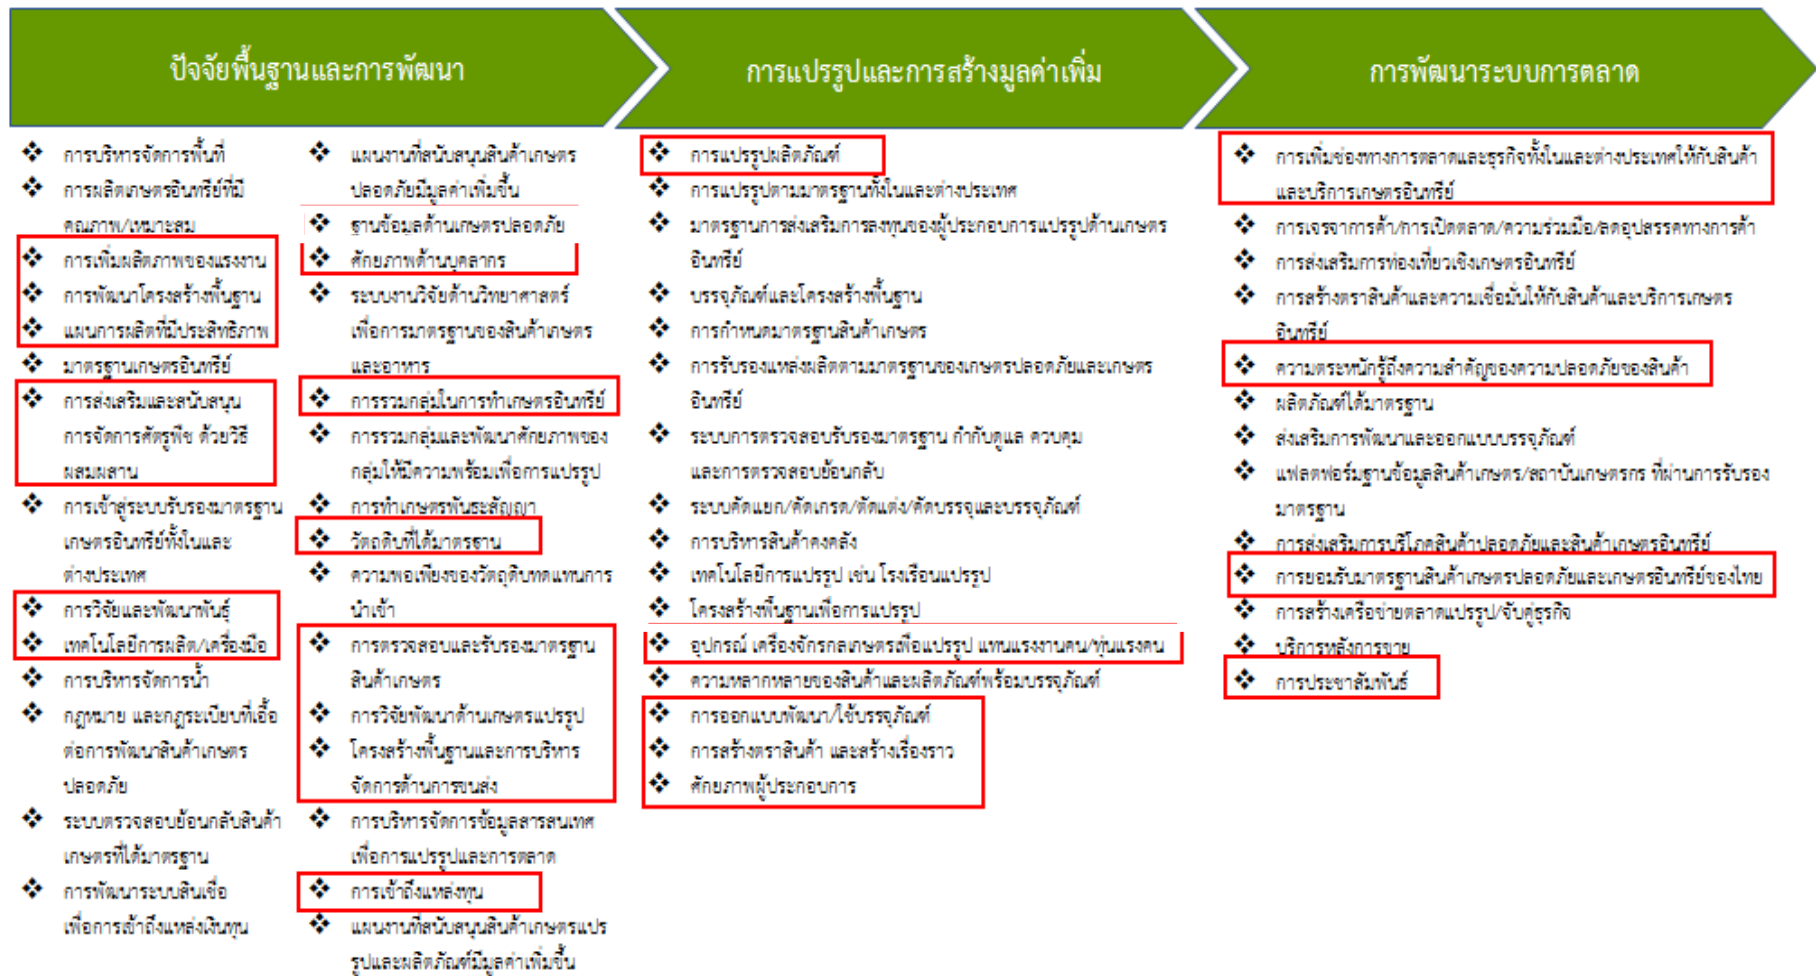 ปัจจัยพื้นฐานและการพัฒนา
การแปรรูปและการสร้างมูลค่าเพิ่ม
การพัฒนาระบบการตลาด
❖ การบริหารจัดการพื้นที่
❖ การผลิตเกษตรอินทรีย์ที่มี
คุณภาพ/เหมาะสม
❖ การเพิ่มผลิตภาพของแรงงาน
❖ การพัฒนาโครงสร้างพื้นฐาน
❖ แผนการผลิตที่มีประสิทธิภาพ
❖ มาตรฐานเกษตรอินทรีย์
❖ การส่งเสริมและสนับสนุน
การจัดการศัตรูพืช ด้วยวิธี
ผสมผสาน
❖ การเข้าสู่ระบบรับรองมาตรฐาน
เกษตรอินทรีย์ทั้งในและ
ต่างประเทศ
❖ การวิจัยและพัฒนาพันธุ์
❖ เทคโนโลยีการผลิต/เครื่องมือ
❖ การบริหารจัดการน้ำ
❖ กฎหมาย และกฎระเบียบที่เอื้อ
ต่อการพัฒนาสินค้าเกษตร
ปลอดภัย
❖ ระบบตรวจสอบย้อนกลับสินค้า
เกษตรที่ได้มาตรฐาน
❖ การพัฒนาระบบสินเชื่อ
เพื่อการเข้าถึงแหล่งเงินทุน
❖ แผนงานที่สนับสนุนสินค้าเกษตร
ปลอดภัยมีมูลค่าเพิ่มขึ้น
❖ ฐานข้อมูลด้านเกษตรปลอดภัย
❖ ศักยภาพด้านบุคลากร
❖ ระบบงานวิจัยด้านวิทยาศาสตร์
เพื่อการมาตรฐานของสินค้าเกษตร
และอาหาร
❖ การรวมกลุ่มในการทำเกษตรอินทรีย์
❖ การรวมกลุ่มและพัฒนาศักยภาพของ
กลุ่มให้มีความพร้อมเพื่อการแปรรูป
❖ การทำเกษตรพันธะสัญญา
❖ วัตถุดิบที่ได้มาตรฐาน
❖ ความพอเพียงของวัตถุดิบทดแทนการ
นำเข้า
❖ การตรวจสอบและรับรองมาตรฐาน
สินค้าเกษตร
❖ การวิจัยพัฒนาด้านเกษตรแปรรูป
❖ โครงสร้างพื้นฐานและการบริหาร
จัดการด้านการขนส่ง
❖ การบริหารจัดการข้อมูลสารสนเทศ
เพื่อการแปรรูปและการตลาด
❖ การเข้าถึงแหล่งทุน
❖ แผนงานที่สนับสนุนสินค้าเกษตรแปร
รูปและผลิตภัณฑ์มีมูลค่าเพิ่มขึ้น
❖ การแปรรูปผลิตภัณฑ์
❖ การแปรรูปตามมาตรฐานทั้งในและต่างประเทศ
❖ มาตรฐานการส่งเสริมการลงทุนของผู้ประกอบการแปรรูปด้านเกษตร
อินทรีย์
❖ บรรจุภัณฑ์และโครงสร้างพื้นฐาน
❖ การกำหนดมาตรฐานสินค้าเกษตร
❖ การรับรองแหล่งผลิตตามมาตรฐานของเกษตรปลอดภัยและเกษตร
อินทรีย์
❖ ระบบการตรวจสอบรับรองมาตรฐาน กำกับดูแล ควบคุม
และการตรวจสอบย้อนกลับ
❖ ระบบคัดแยก/คัดเกรด/ตัดแต่ง/คัดบรรจุและบรรจุภัณฑ์
❖ การบริหารสินค้าคงคลัง
❖ เทคโนโลยีการแปรรูป เช่น โรงเรือนแปรรูป
❖ โครงสร้างพื้นฐานเพื่อการแปรรูป
❖ อุปกรณ์ เครื่องจักรกลเกษตรเพื่อแปรรูป แทนแรงงานคน/ทุ่นแรงคน
❖ ความหลากหลายของสินค้าและผลิตภัณฑ์พร้อมบรรจุภัณฑ์
❖ การออกแบบพัฒนา/ใช้บรรจุภัณฑ์
❖ การสร้างตราสินค้า และสร้างเรื่องราว
❖ ศักยภาพผู้ประกอบการ
❖ การเพิ่มช่องทางการตลาดและธุรกิจทั้งในและต่างประเทศให้กับสินค้า
และบริการเกษตรอินทรีย์
❖ การเจรจาการค้า/การเปิดตลาด/ความร่วมมือ/ลดอุปสรรคทางการค้า
❖ การส่งเสริมการท่องเที่ยวเชิงเกษตรอินทรีย์
❖ การสร้างตราสินค้าและความเชื่อมั่นให้กับสินค้าและบริการเกษตร
อินทรีย์
❖ ความตระหนักรู้ถึงความสำคัญของความปลอดภัยของสินค้า
❖ ผลิตภัณฑ์ได้มาตรฐาน
❖ ส่งเสริมการพัฒนาและออกแบบบรรจุภัณฑ์
❖ แฟลตฟอร์มฐานข้อมูลสินค้าเกษตร/สถาบันเกษตรกร ที่ผ่านการรับรอง
มาตรฐาน
❖ การส่งเสริมการบริโภคสินค้าปลอดภัยและสินค้าเกษตรอินทรีย์
❖ การยอมรับมาตรฐานสินค้าเกษตรปลอดภัยและเกษตรอินทรีย์ของไทย
❖ การสร้างเครือข่ายตลาดแปรรูป/จับคู่ธุรกิจ
❖ บริการหลังการขาย
❖ การประชาสัมพันธ์